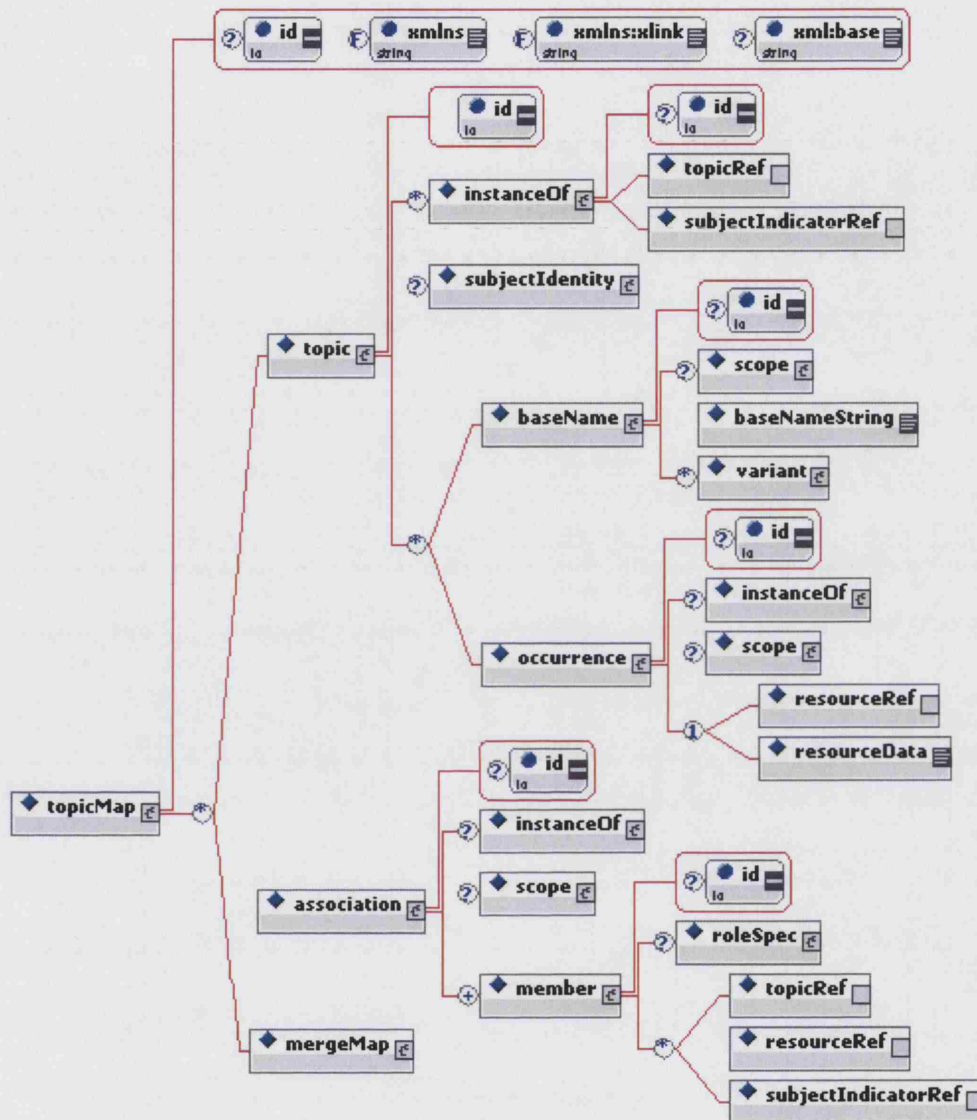 ? id F xmlns F xmlns:xlink ? xml:base
id string string string
id ? id
id id
topicRef
* instanceOf
subjectIndicatorRef
? subjectIdentity
? id
id
topic ? scope
baseName baseNameString
* variant
*
? id
id
? instanceOf
occurrence ? scope
resourceRef
1
resourceData
? id
id
topicMap *
? instanceOf
? id
id
association ? scope
? roleSpec
+ member topicRef
mergeMap * resourceRef
subjectIndicatorRef